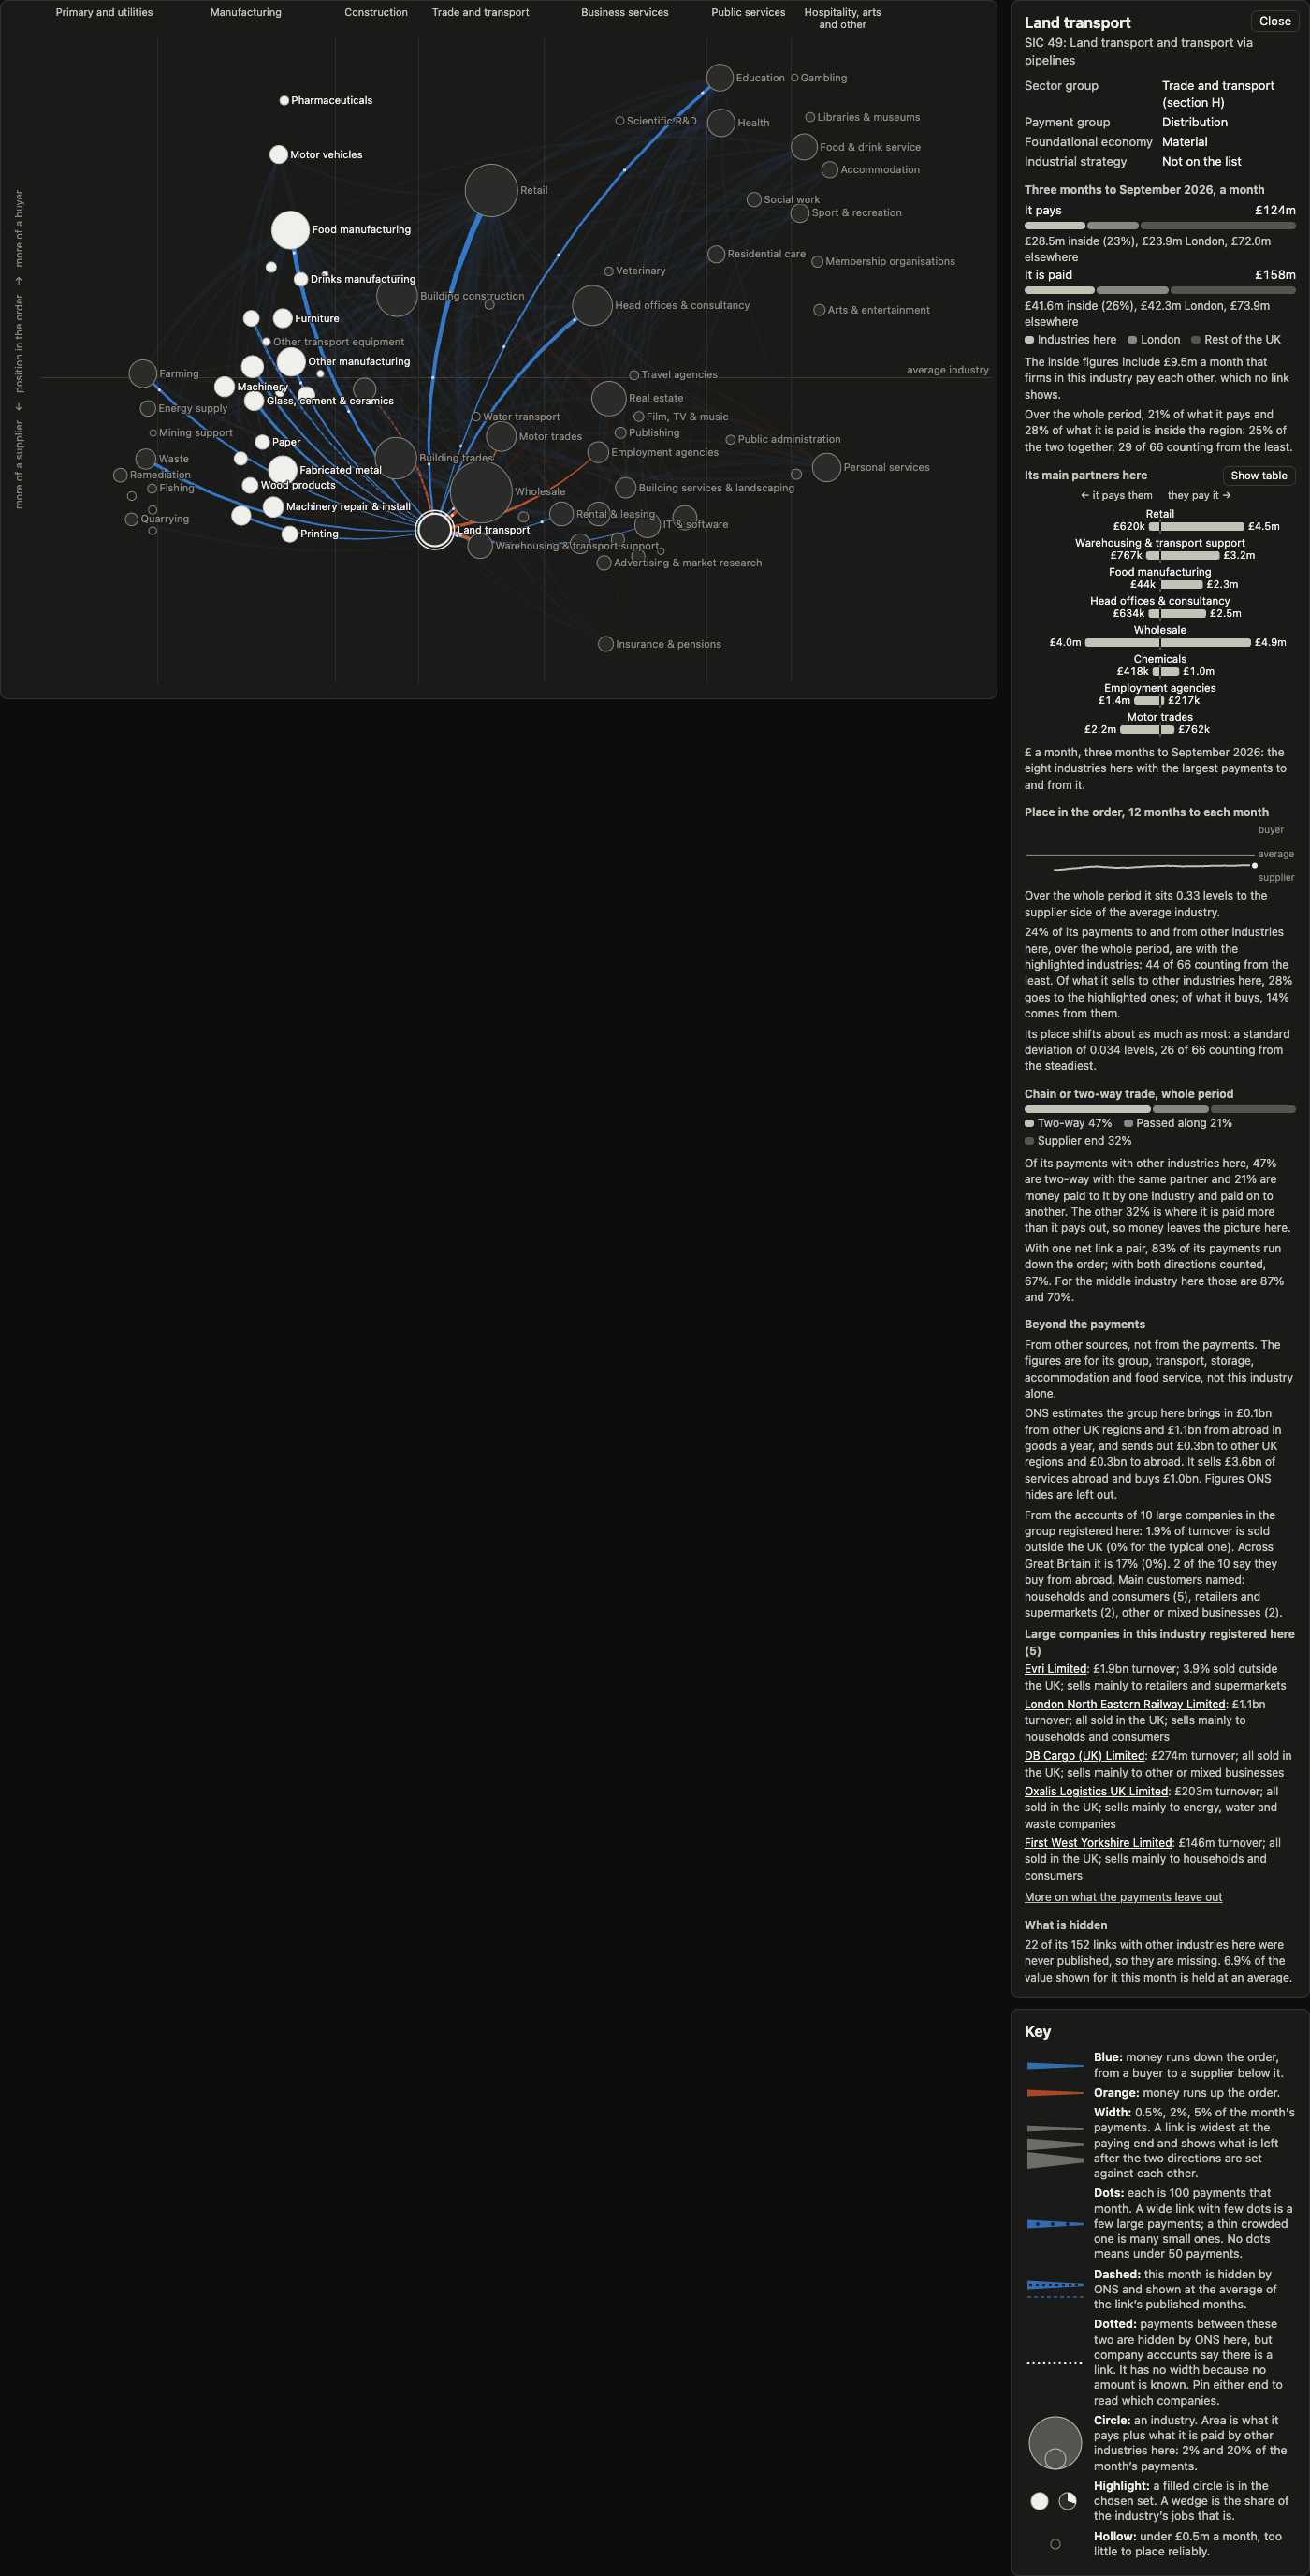 Primary and utilities
Manufacturing
Construction
Trade and transport
Business services
Public services
Hospitality, arts
and other
more of a supplier ← position in the order → more of a buyer
Pharmaceuticals
Motor vehicles
Food manufacturing
Drinks manufacturing
Furniture
Other transport equipment
Other manufacturing
Machinery
Glass, cement & ceramics
Paper
Fabricated metal
Wood products
Machinery repair & install
Printing
Farming
Energy supply
Mining support
Waste
Remediation
Fishing
Quarrying
Building construction
Building trades
Retail
Water transport
Motor trades
Wholesale
Land transport
Warehousing & transport support
Scientific R&D
Veterinary
Head offices & consultancy
Travel agencies
Real estate
Film, TV & music
Publishing
Employment agencies
Building services & landscaping
Rental & leasing
IT & software
Advertising & market research
Insurance & pensions
Education
Health
Social work
Residential care
Public administration
Gambling
Libraries & museums
Food & drink service
Accommodation
Sport & recreation
Membership organisations
Arts & entertainment
average industry
Personal services
Land transport
Close
SIC 49: Land transport and transport via
pipelines
Sector group Trade and transport
(section H)
Payment group Distribution
Foundational economy Material
Industrial strategy Not on the list
Three months to September 2026, a month
It pays £124m
£28.5m inside (23%), £23.9m London, £72.0m
elsewhere
It is paid £158m
£41.6m inside (26%), £42.3m London, £73.9m
elsewhere
Industries here London Rest of the UK
The inside figures include £9.5m a month that
firms in this industry pay each other, which no link
shows.
Over the whole period, 21% of what it pays and
28% of what it is paid is inside the region: 25% of
the two together, 29 of 66 counting from the least.
Its main partners here
Show table
← it pays them they pay it →
Retail
£620k £4.5m
Warehousing & transport support
£767k £3.2m
Food manufacturing
£44k £2.3m
Head offices & consultancy
£634k £2.5m
Wholesale
£4.0m £4.9m
Chemicals
£418k £1.0m
Employment agencies
£1.4m £217k
Motor trades
£2.2m £762k
£ a month, three months to September 2026: the
eight industries here with the largest payments to
and from it.
Place in the order, 12 months to each month
buyer
average
supplier
Over the whole period it sits 0.33 levels to the
supplier side of the average industry.
24% of its payments to and from other industries
here, over the whole period, are with the
highlighted industries: 44 of 66 counting from the
least. Of what it sells to other industries here, 28%
goes to the highlighted ones; of what it buys, 14%
comes from them.
Its place shifts about as much as most: a standard
deviation of 0.034 levels, 26 of 66 counting from
the steadiest.
Chain or two-way trade, whole period
Two-way 47% Passed along 21%
Supplier end 32%
Of its payments with other industries here, 47%
are two-way with the same partner and 21% are
money paid to it by one industry and paid on to
another. The other 32% is where it is paid more
than it pays out, so money leaves the picture here.
With one net link a pair, 83% of its payments run
down the order; with both directions counted,
67%. For the middle industry here those are 87%
and 70%.
Beyond the payments
From other sources, not from the payments. The
figures are for its group, transport, storage,
accommodation and food service, not this industry
alone.
ONS estimates the group here brings in £0.1bn
from other UK regions and £1.1bn from abroad in
goods a year, and sends out £0.3bn to other UK
regions and £0.3bn to abroad. It sells £3.6bn of
services abroad and buys £1.0bn. Figures ONS
hides are left out.
From the accounts of 10 large companies in the
group registered here: 1.9% of turnover is sold
outside the UK (0% for the typical one). Across
Great Britain it is 17% (0%). 2 of the 10 say they
buy from abroad. Main customers named:
households and consumers (5), retailers and
supermarkets (2), other or mixed businesses (2).
Large companies in this industry registered here
(5)
Evri Limited: £1.9bn turnover; 3.9% sold outside
the UK; sells mainly to retailers and supermarkets
London North Eastern Railway Limited: £1.1bn
turnover; all sold in the UK; sells mainly to
households and consumers
DB Cargo (UK) Limited: £274m turnover; all sold in
the UK; sells mainly to other or mixed businesses
Oxalis Logistics UK Limited: £203m turnover; all
sold in the UK; sells mainly to energy, water and
waste companies
First West Yorkshire Limited: £146m turnover; all
sold in the UK; sells mainly to households and
consumers
More on what the payments leave out
What is hidden
22 of its 152 links with other industries here were
never published, so they are missing. 6.9% of the
value shown for it this month is held at an average.
Key
Blue: money runs down the order,
from a buyer to a supplier below it.
Orange: money runs up the order.
Width: 0.5%, 2%, 5% of the month's
payments. A link is widest at the
paying end and shows what is left
after the two directions are set
against each other.
Dots: each is 100 payments that
month. A wide link with few dots is a
few large payments; a thin crowded
one is many small ones. No dots
means under 50 payments.
Dashed: this month is hidden by
ONS and shown at the average of
the link's published months.
Dotted: payments between these
two are hidden by ONS here, but
company accounts say there is a
link. It has no width because no
amount is known. Pin either end to
read which companies.
Circle: an industry. Area is what it
pays plus what it is paid by other
industries here: 2% and 20% of the
month's payments.
Highlight: a filled circle is in the
chosen set. A wedge is the share of
the industry's jobs that is.
Hollow: under £0.5m a month, too
little to place reliably.